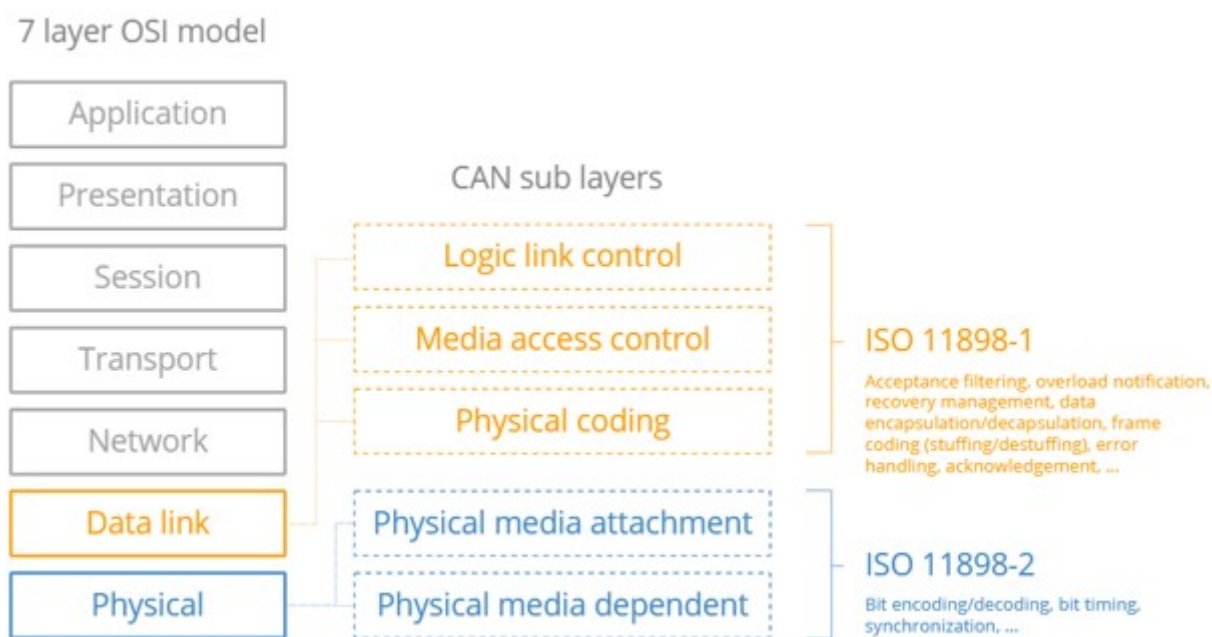 7 layer OSI model
Application
Presentation
Session
Transport
Network
Data link
Physical
CAN sub layers
Logic link control
Media access control
Physical coding
Physical media attachment
Physical media dependent
ISO 11898-1
Acceptance filtering, overload notification,
recovery management, data
encapsulation/decapsulation, frame
coding (stuffing/destuffing), error
handling, acknowledgement, ...
ISO 11898-2
Bit encoding/decoding, bit timing,
synchronization, ...